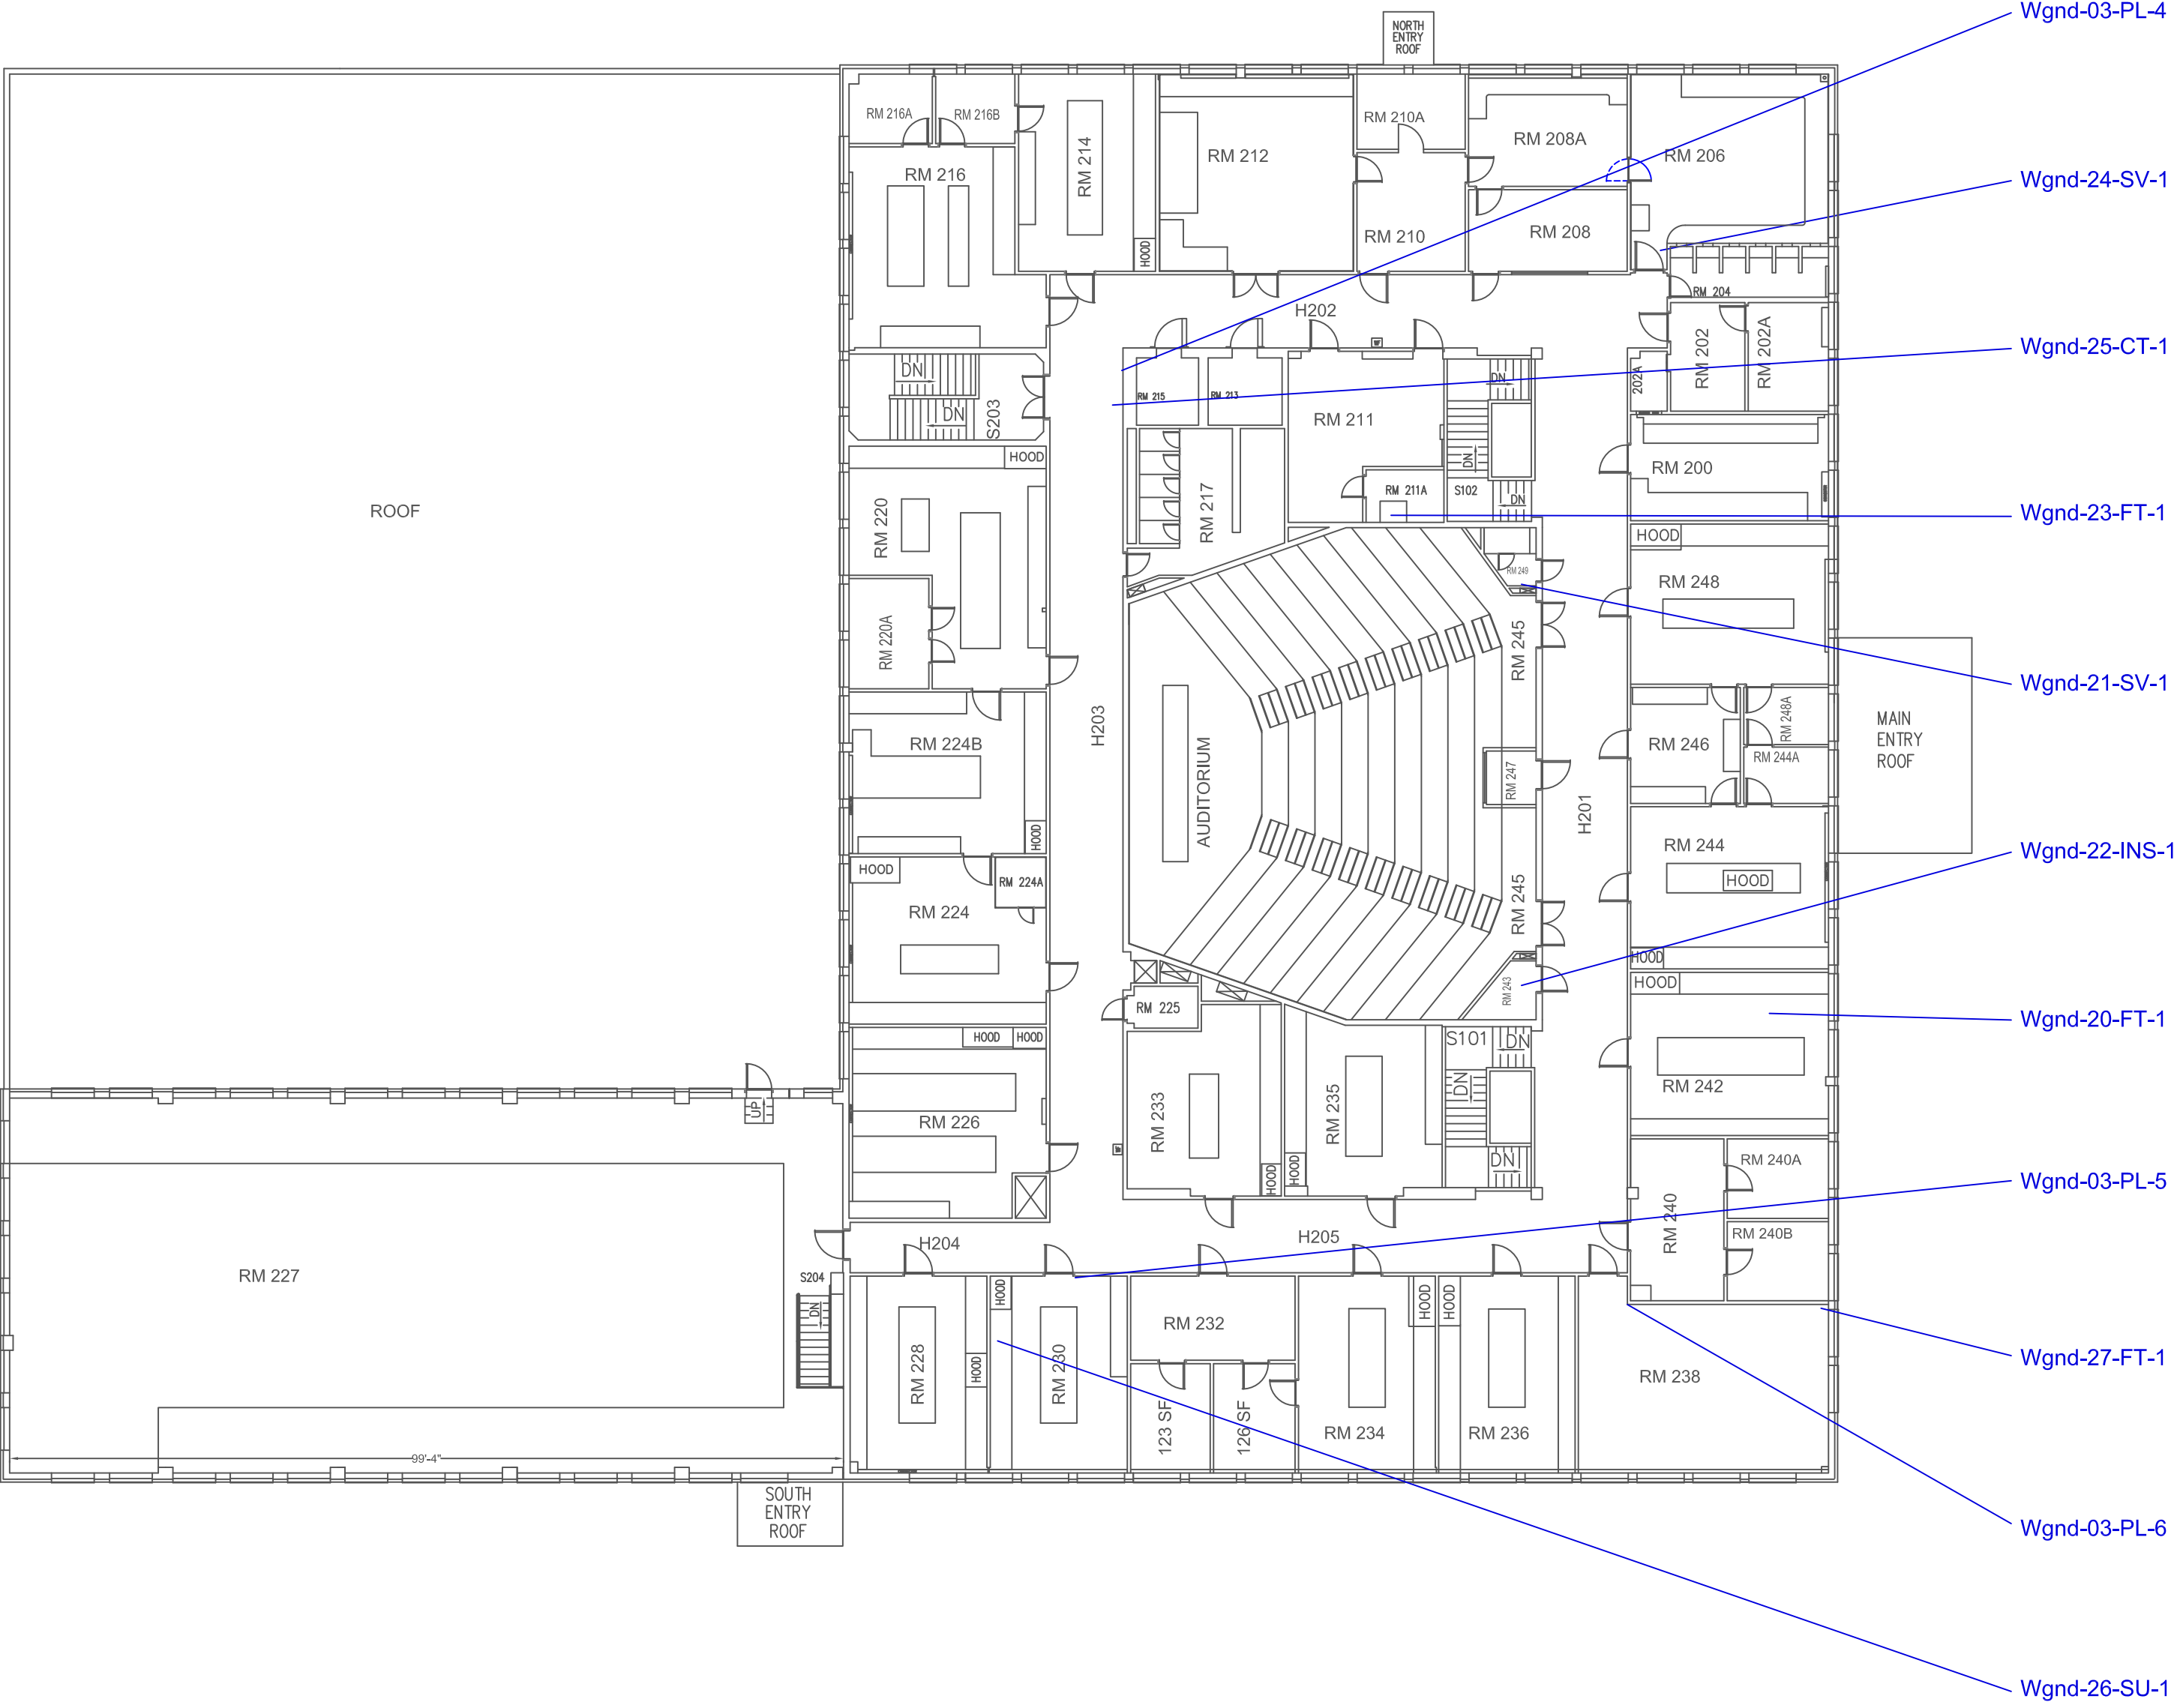 Wgnd-03-PL-4
NORTH
ENTRY
ROOF
RM 216A
RM 216B
RM 210A
RM 208A
RM 206
RM 212
RM 214
RM 216
Wgnd-24-SV-1
RM 210
RM 208
HOOD
RM 204
H202
Wgnd-25-CT-1
RM 202
RM 202A
202A
DN
DN
S203
RM 215
RM 213
RM 211
DN
DN
HOOD
RM 200
RM 211A
S102
DN
Wgnd-23-FT-1
ROOF
RM 220
RM 217
HOOD
RM 249
RM 248
RM 220A
RM 245
Wgnd-21-SV-1
H203
RM 224B
AUDITORIUM
RM 246
RM 248A
RM 244A
MAIN
ENTRY
ROOF
RM 247
H201
HOOD
RM 244
Wgnd-22-INS-1
HOOD
RM 224A
HOOD
RM 224
RM 245
HOOD
HOOD
RM 243
RM 225
Wgnd-20-FT-1
HOOD
HOOD
S101
DN
RM 242
DN
UP
RM 226
RM 233
RM 235
DN
RM 240A
HOOD
HOOD
Wgnd-03-PL-5
RM 240
RM 240B
H204
H205
RM 227
S204
DN
HOOD
HOOD
HOOD
RM 232
Wgnd-27-FT-1
RM 228
HOOD
RM 230
RM 238
123 SF
126 SF
RM 234
RM 236
99'-4"
SOUTH
ENTRY
ROOF
Wgnd-03-PL-6
Wgnd-26-SU-1